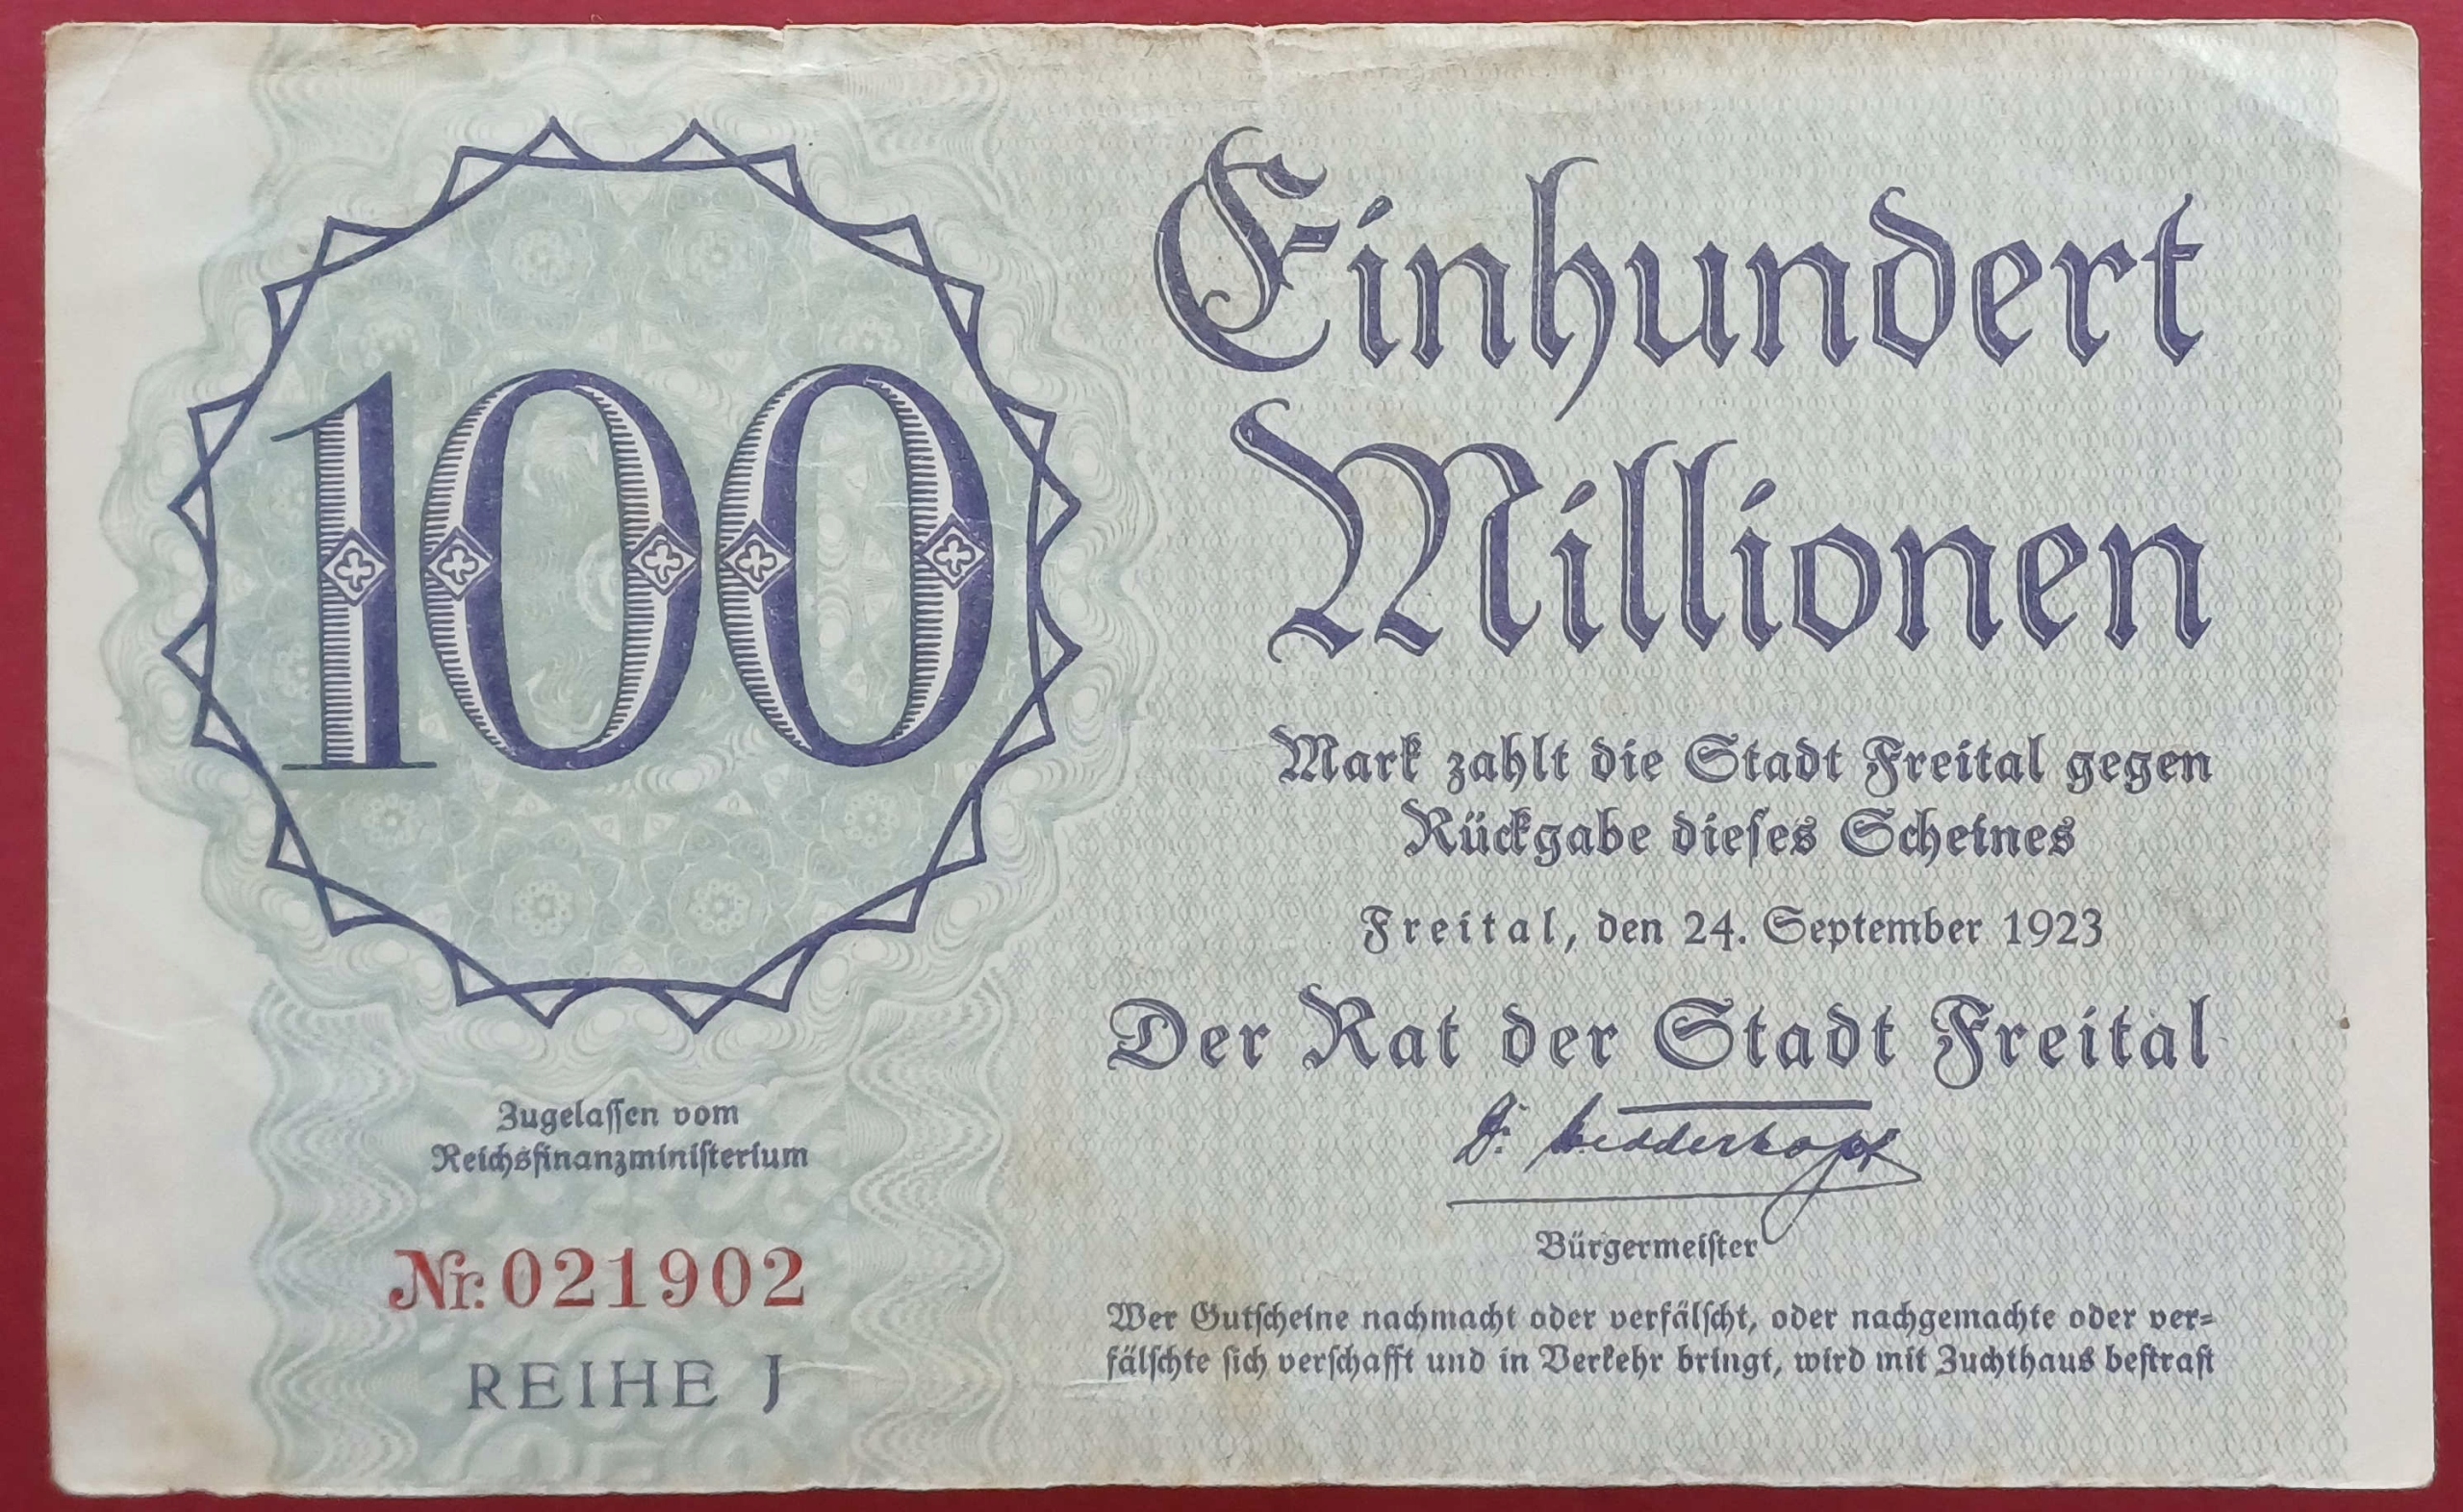 100
Einhundert
Millionen
Mark zahlt die Stadt Freital gegen
Rückgabe dieses Scheines
Freital, den 24. September 1923
Der Rat der Stadt Freital
Dr. Wedderkopf
Bürgermeister
Zugelassen vom
Reichsfinanzministerium
Nr. 021902
REIHE J
Wer Gutscheine nachmacht oder verfälscht, oder nachgemachte oder ver=
fälschte sich verschafft und in Verkehr bringt, wird mit Zuchthaus bestraft